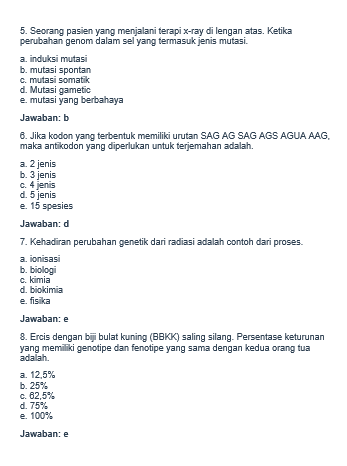 5. Seorang pasien yang menjalani terapi x-ray di lengan atas. Ketika
perubahan genom dalam sel yang termasuk jenis mutasi.
a. induksi mutasi
b. mutasi spontan
c. mutasi somatik
d. Mutasi gametic
e. mutasi yang berbahaya
Jawaban: b
6. Jika kodon yang terbentuk memiliki urutan SAG AG SAG AGS AGUA AAG,
maka antikodon yang diperlukan untuk terjemahan adalah.
a. 2 jenis
b. 3 jenis
c. 4 jenis
d. 5 jenis
e. 15 spesies
Jawaban: d
7. Kehadiran perubahan genetik dari radiasi adalah contoh dari proses.
a. ionisasi
b. biologi
c. kimia
d. biokimia
e. fisika
Jawaban: e
8. Ercis dengan biji bulat kuning (BBKK) saling silang. Persentase keturunan
yang memiliki genotipe dan fenotipe yang sama dengan kedua orang tua
adalah.
a. 12,5%
b. 25%
c. 62,5%
d. 75%
e. 100%
Jawaban: e